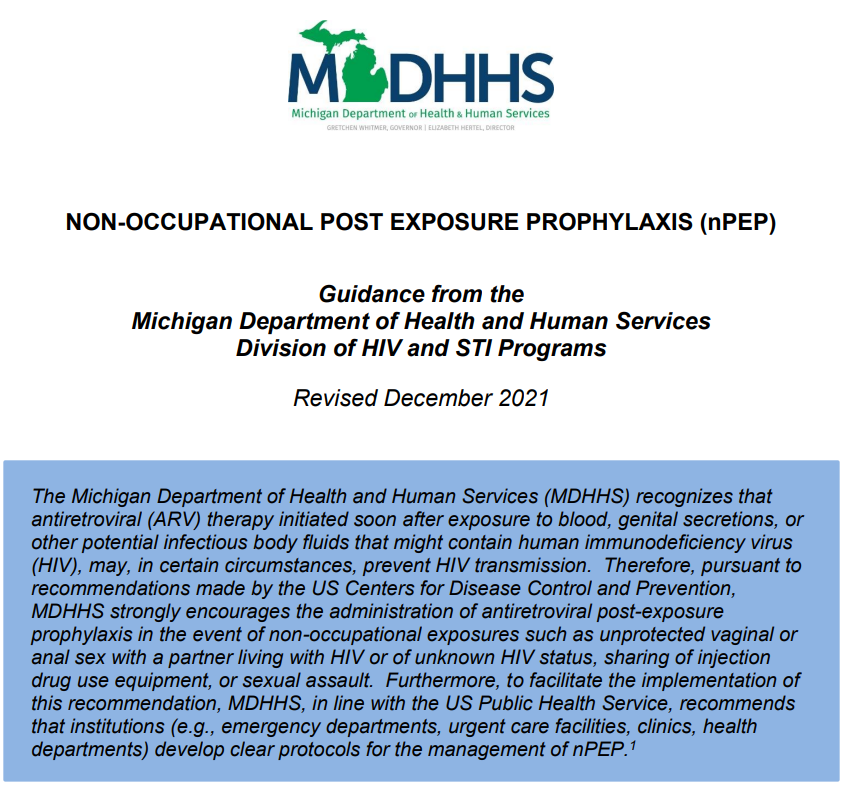 MDHHS
Michigan Department of Health & Human Services
GRETCHEN WHITMER, GOVERNOR | ELIZABETH HERTEL, DIRECTOR
NON-OCCUPATIONAL POST EXPOSURE PROPHYLAXIS (nPEP)
Guidance from the
Michigan Department of Health and Human Services
Division of HIV and STI Programs
Revised December 2021
The Michigan Department of Health and Human Services (MDHHS) recognizes that
antiretroviral (ARV) therapy initiated soon after exposure to blood, genital secretions, or
other potential infectious body fluids that might contain human immunodeficiency virus
(HIV), may, in certain circumstances, prevent HIV transmission.  Therefore, pursuant to
recommendations made by the US Centers for Disease Control and Prevention,
MDHHS strongly encourages the administration of antiretroviral post-exposure
prophylaxis in the event of non-occupational exposures such as unprotected vaginal or
anal sex with a partner living with HIV or of unknown HIV status, sharing of injection
drug use equipment, or sexual assault.  Furthermore, to facilitate the implementation of
this recommendation, MDHHS, in line with the US Public Health Service, recommends
that institutions (e.g., emergency departments, urgent care facilities, clinics, health
departments) develop clear protocols for the management of nPEP.¹